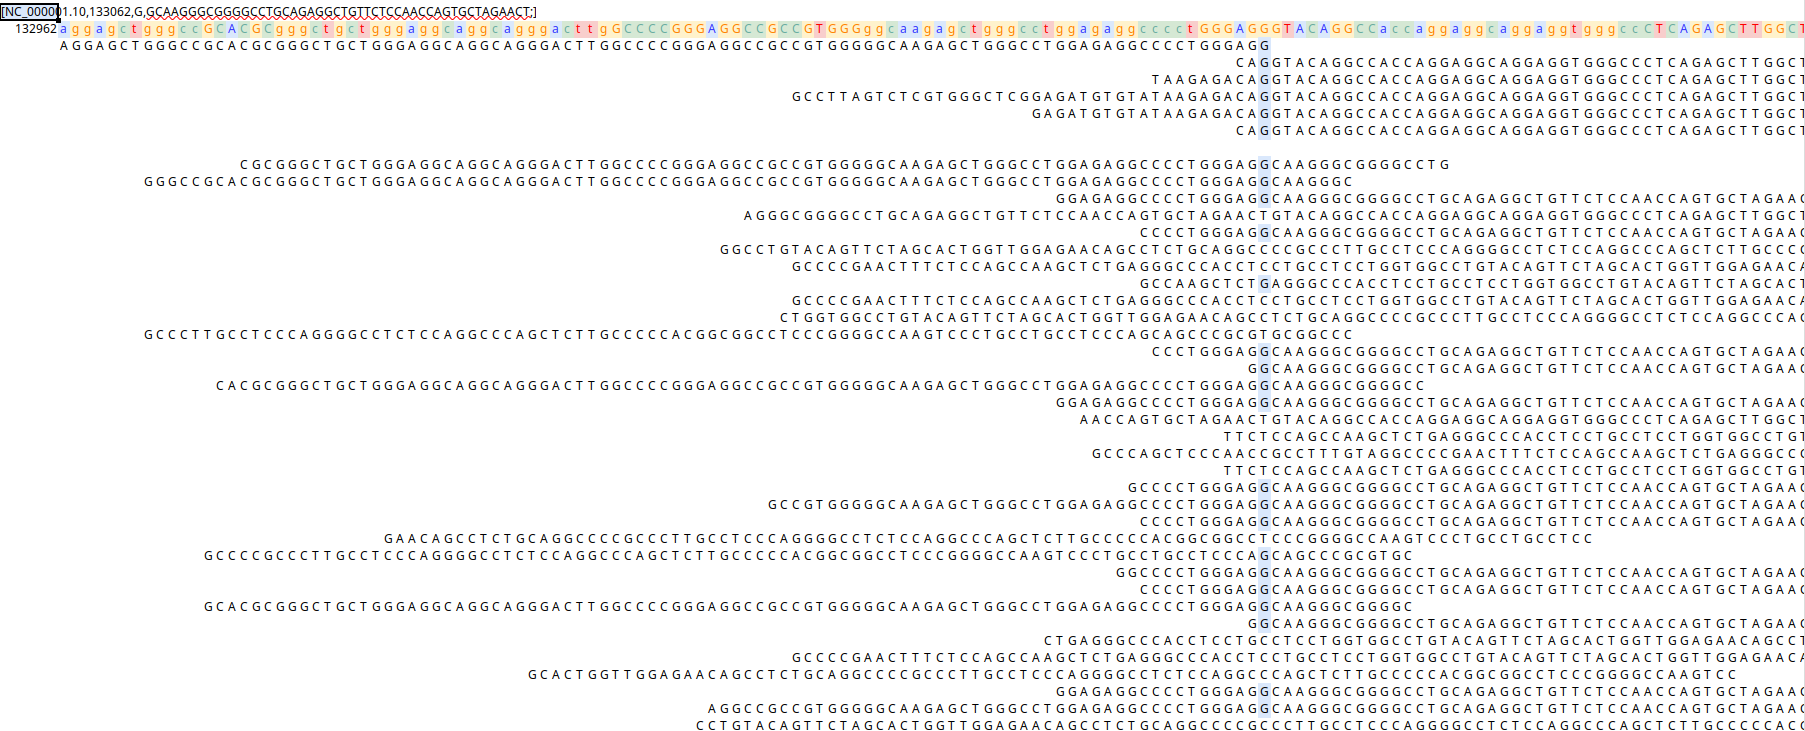 [NC_000001.10,133062,G,GCAAGGGCGGGGCCTGCAGAGGCTGTTCTCCAACCAGTGCTAGAACT;]
132962 aggagctgggccGCACGCgggctgctgggaggcaggcagggacttgGCCCCGGGAGGCCGCCGTGGGGgcaagagctgggcctggagaggcccctGGGAGGGTACAGGCCaccaggaggcaggaggtgggcccTCAGAGCTTGGCT
AGGAGCTGGGCCGCACGCGGGCTGCTGGGAGGCAGGCAGGGACTTGGCCCCGGGAGGCCGCCGTGGGGGCAAGAGCTGGGCCTGGAGAGGCCCCTGGGAGG
CAGGTACAGGCCACCAGGAGGCAGGAGGTGGGCCCTCAGAGCTTGGCT
TAAGAGACAGGTACAGGCCACCAGGAGGCAGGAGGTGGGCCCTCAGAGCTTGGCT
GCCTTAGTCTCGTGGGCTCGGAGATGTGTATAAGAGACAGGTACAGGCCACCAGGAGGCAGGAGGTGGGCCCTCAGAGCTTGGCT
GAGATGTGTATAAGAGACAGGTACAGGCCACCAGGAGGCAGGAGGTGGGCCCTCAGAGCTTGGCT
CAGGTACAGGCCACCAGGAGGCAGGAGGTGGGCCCTCAGAGCTTGGCT
CGCGGGCTGCTGGGAGGCAGGCAGGGACTTGGCCCCGGGAGGCCGCCGTGGGGGCAAGAGCTGGGCCTGGAGAGGCCCCTGGGAGGCAAGGGCGGGGCCTG
GGGCCGCACGCGGGCTGCTGGGAGGCAGGCAGGGACTTGGCCCCGGGAGGCCGCCGTGGGGGCAAGAGCTGGGCCTGGAGAGGCCCCTGGGAGGCAAGGGC
GGAGAGGCCCCTGGGAGGCAAGGGCGGGGCCTGCAGAGGCTGTTCTCCAACCAGTGCTAGAAC
AGGGCGGGGCCTGCAGAGGCTGTTCTCCAACCAGTGCTAGAACTGTACAGGCCACCAGGAGGCAGGAGGTGGGCCCTCAGAGCTTGGCT
CCCCTGGGAGGCAAGGGCGGGGCCTGCAGAGGCTGTTCTCCAACCAGTGCTAGAAC
GGCCTGTACAGTTCTAGCACTGGTTGGAGAACAGCCTCTGCAGGCCCCGCCCTTGCCTCCCAGGGGCCTCTCCAGGCCCAGCTCTTGCCCC
GCCCCGAACTTTCTCCAGCCAAGCTCTGAGGGCCCACCTCCTGCCTCCTGGTGGCCTGTACAGTTCTAGCACTGGTTGGAGAACA
GCCAAGCTCTGAGGGCCCACCTCCTGCCTCCTGGTGGCCTGTACAGTTCTAGCACT
GCCCCGAACTTTCTCCAGCCAAGCTCTGAGGGCCCACCTCCTGCCTCCTGGTGGCCTGTACAGTTCTAGCACTGGTTGGAGAACA
CTGGTGGCCTGTACAGTTCTAGCACTGGTTGGAGAACAGCCTCTGCAGGCCCCGCCCTTGCCTCCCAGGGGCCTCTCCAGGCCCAG
GCCCTTGCCTCCCAGGGGCCTCTCCAGGCCCAGCTCTTGCCCCCACGGCGGCCTCCCGGGGCCAAGTCCCTGCCTGCCTCCCAGCAGCCCGCGTGCGGCCC
CCCTGGGAGGCAAGGGCGGGGCCTGCAGAGGCTGTTCTCCAACCAGTGCTAGAAC
GGCAAGGGCGGGGCCTGCAGAGGCTGTTCTCCAACCAGTGCTAGAAC
CACGCGGGCTGCTGGGAGGCAGGCAGGGACTTGGCCCCGGGAGGCCGCCGTGGGGGCAAGAGCTGGGCCTGGAGAGGCCCCTGGGAGGCAAGGGCGGGGCC
GGAGAGGCCCCTGGGAGGCAAGGGCGGGGCCTGCAGAGGCTGTTCTCCAACCAGTGCTAGAAC
AACCAGTGCTAGAACTGTACAGGCCACCAGGAGGCAGGAGGTGGGCCCTCAGAGCTTGGCT
TTCTCCAGCCAAGCTCTGAGGGCCCACCTCCTGCCTCCTGGTGGCCTGT
GCCCAGCTCCCAACCGCCTTTGTAGGCCCCGAACTTTCTCCAGCCAAGCTCTGAGGGCCC
TTCTCCAGCCAAGCTCTGAGGGCCCACCTCCTGCCTCCTGGTGGCCTGT
GCCCCTGGGAGGCAAGGGCGGGGCCTGCAGAGGCTGTTCTCCAACCAGTGCTAGAAC
GCCGTGGGGGCAAGAGCTGGGCCTGGAGAGGCCCCTGGGAGGCAAGGGCGGGGCCTGCAGAGGCTGTTCTCCAACCAGTGCTAGAAC
CCCCTGGGAGGCAAGGGCGGGGCCTGCAGAGGCTGTTCTCCAACCAGTGCTAGAAC
GAACAGCCTCTGCAGGCCCCGCCCTTGCCTCCCAGGGGCCTCTCCAGGCCCAGCTCTTGCCCCCACGGCGGCCTCCCGGGGCCAAGTCCCTGCCTGCCTCC
GCCCCGCCCTTGCCTCCCAGGGGCCTCTCCAGGCCCAGCTCTTGCCCCCACGGCGGCCTCCCGGGGCCAAGTCCCTGCCTGCCTCCCAGCAGCCCGCGTGC
GGCCCCTGGGAGGCAAGGGCGGGGCCTGCAGAGGCTGTTCTCCAACCAGTGCTAGAAC
CCCCTGGGAGGCAAGGGCGGGGCCTGCAGAGGCTGTTCTCCAACCAGTGCTAGAAC
GCACGCGGGCTGCTGGGAGGCAGGCAGGGACTTGGCCCCGGGAGGCCGCCGTGGGGGCAAGAGCTGGGCCTGGAGAGGCCCCTGGGAGGCAAGGGCGGGGC
GGCAAGGGCGGGGCCTGCAGAGGCTGTTCTCCAACCAGTGCTAGAAC
CTGAGGGCCCACCTCCTGCCTCCTGGTGGCCTGTACAGTTCTAGCACTGGTTGGAGAACAGCCT
GCCCCGAACTTTCTCCAGCCAAGCTCTGAGGGCCCACCTCCTGCCTCCTGGTGGCCTGTACAGTTCTAGCACTGGTTGGAGAACA
GCACTGGTTGGAGAACAGCCTCTGCAGGCCCCGCCCTTGCCTCCCAGGGGCCTCTCCAGGCCCAGCTCTTGCCCCCACGGCGGCCTCCCGGGGCCAAGTCC
GGAGAGGCCCCTGGGAGGCAAGGGCGGGGCCTGCAGAGGCTGTTCTCCAACCAGTGCTAGAAC
AGGCCGCCGTGGGGGCAAGAGCTGGGCCTGGAGAGGCCCCTGGGAGGCAAGGGCGGGGCCTGCAGAGGCTGTTCTCCAACCAGTGCTAGAAC
CCTGTACAGTTCTAGCACTGGTTGGAGAACAGCCTCTGCAGGCCCCGCCCTTGCCTCCCAGGGGCCTCTCCAGGCCCAGCTCTTGCCCCCAC